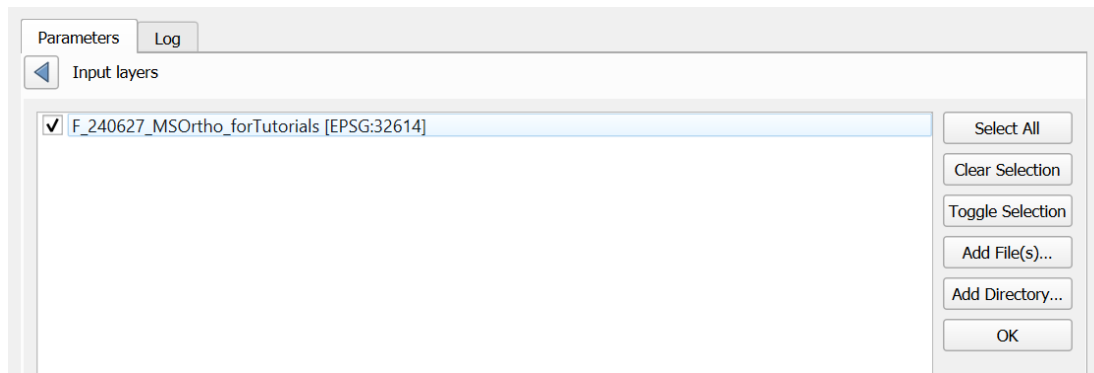 Parameters
Log
Input layers
F_240627_MSOrtho_forTutorials [EPSG:32614]
Select All
Clear Selection
Toggle Selection
Add File(s)...
Add Directory...
OK